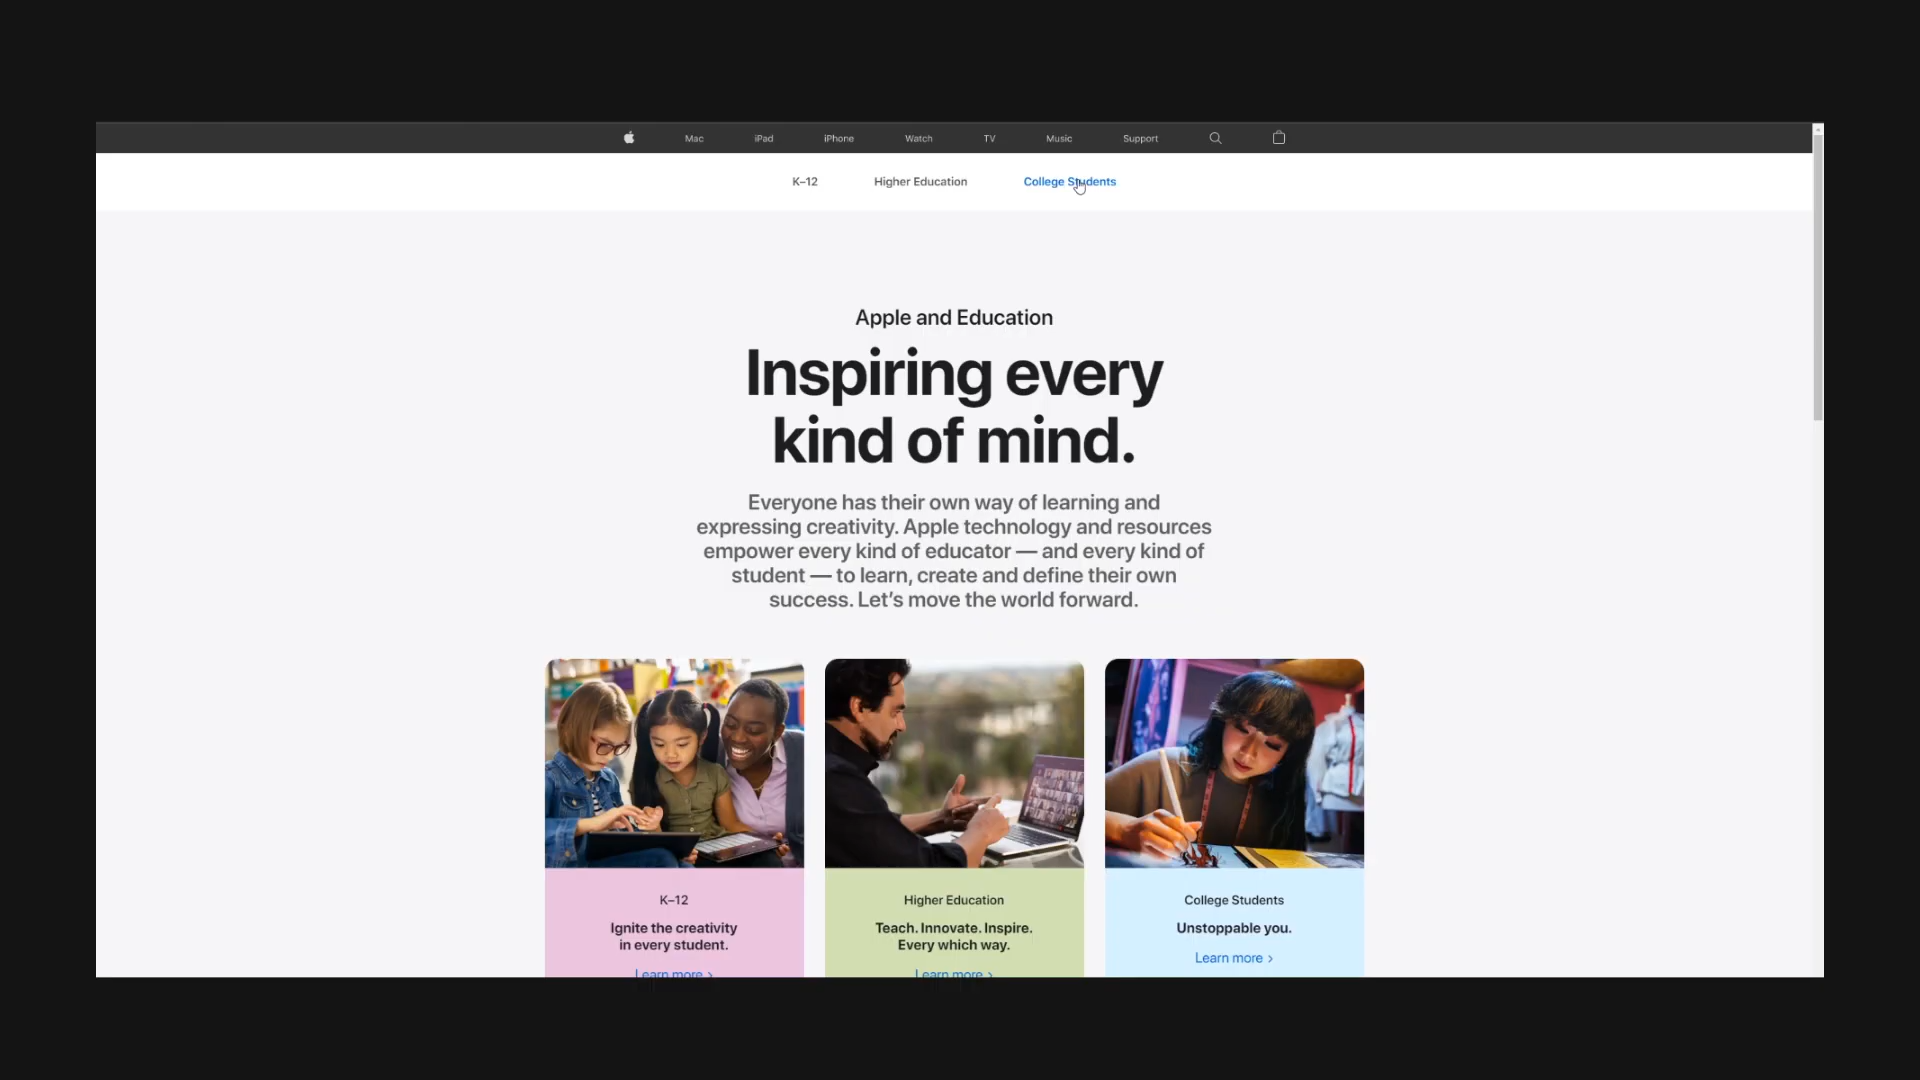 Mac iPad iPhone Watch TV Music Support
K–12 Higher Education College Students
Apple and Education
Inspiring every
kind of mind.
Everyone has their own way of learning and
expressing creativity. Apple technology and resources
empower every kind of educator — and every kind of
student — to learn, create and define their own
success. Let’s move the world forward.
K–12
Ignite the creativity
in every student.
Learn more >
Higher Education
Teach. Innovate. Inspire.
Every which way.
Learn more >
College Students
Unstoppable you.
Learn more >